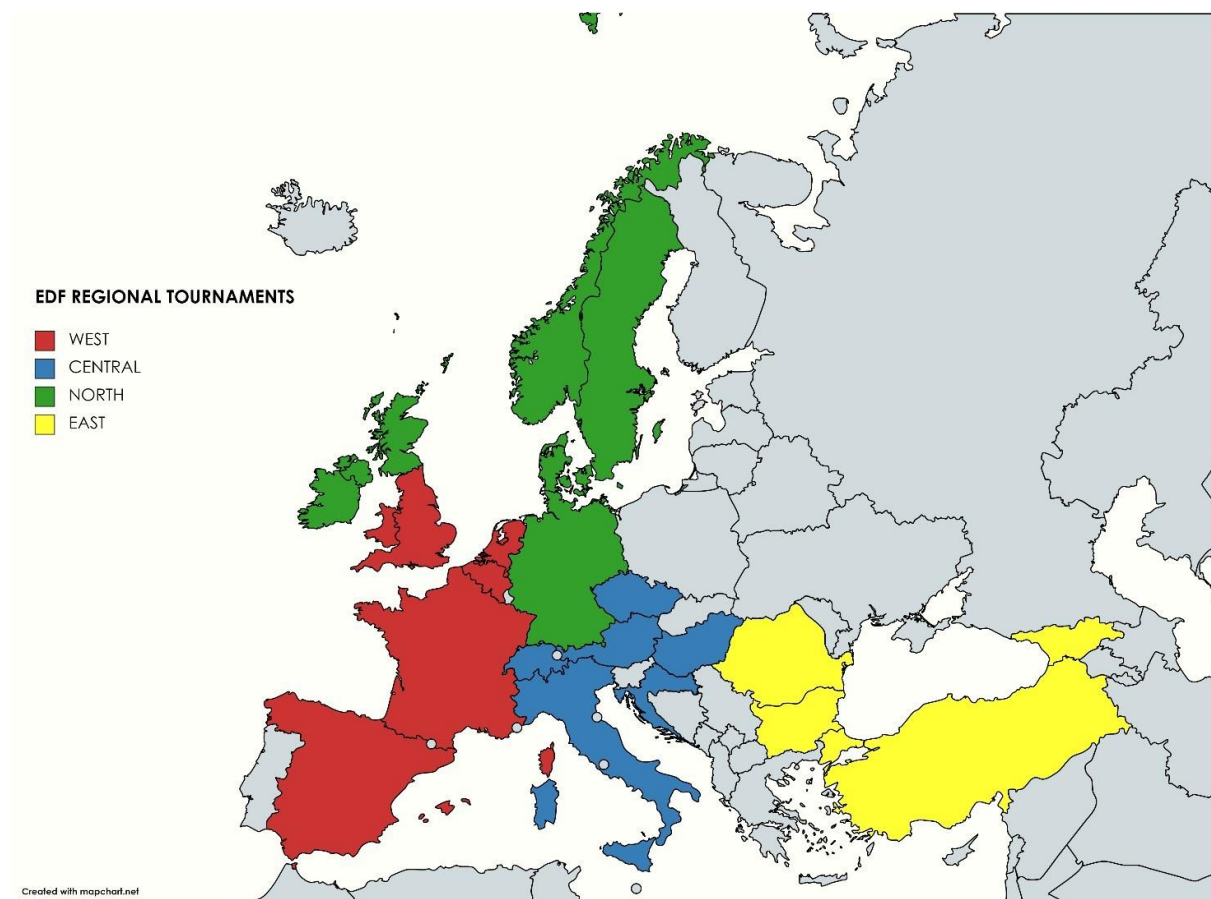 EDF REGIONAL TOURNAMENTS
WEST
CENTRAL
NORTH
EAST
Created with mapchart.net